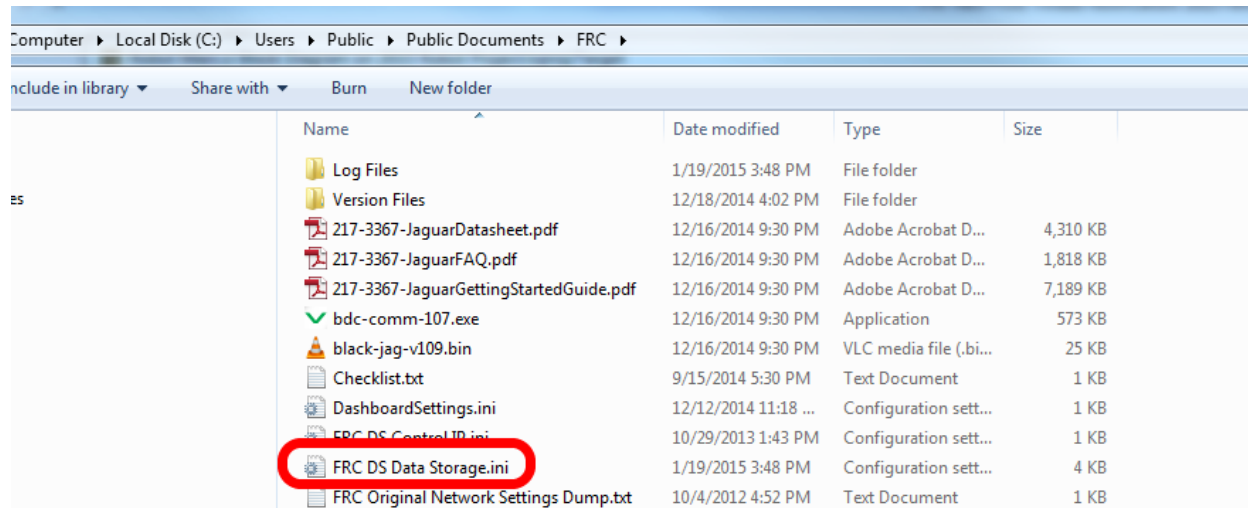 Computer ▸ Local Disk (C:) ▸ Users ▸ Public ▸ Public Documents ▸ FRC ▸
nclude in library ▾ Share with ▾ Burn New folder
Name Date modified Type Size
Log Files 1/19/2015 3:48 PM File folder
es
Version Files 12/18/2014 4:02 PM File folder
217-3367-JaguarDatasheet.pdf 12/16/2014 9:30 PM Adobe Acrobat D... 4,310 KB
217-3367-JaguarFAQ.pdf 12/16/2014 9:30 PM Adobe Acrobat D... 1,818 KB
217-3367-JaguarGettingStartedGuide.pdf 12/16/2014 9:30 PM Adobe Acrobat D... 7,189 KB
bdc-comm-107.exe 12/16/2014 9:30 PM Application 573 KB
black-jag-v109.bin 12/16/2014 9:30 PM VLC media file (.bi... 25 KB
Checklist.txt 9/15/2014 5:30 PM Text Document 1 KB
DashboardSettings.ini 12/12/2014 11:18 ... Configuration sett... 1 KB
FRC DS Control IP.ini 10/29/2013 1:43 PM Configuration sett... 1 KB
FRC DS Data Storage.ini 1/19/2015 3:48 PM Configuration sett... 4 KB
FRC Original Network Settings Dump.txt 10/4/2012 4:52 PM Text Document 1 KB